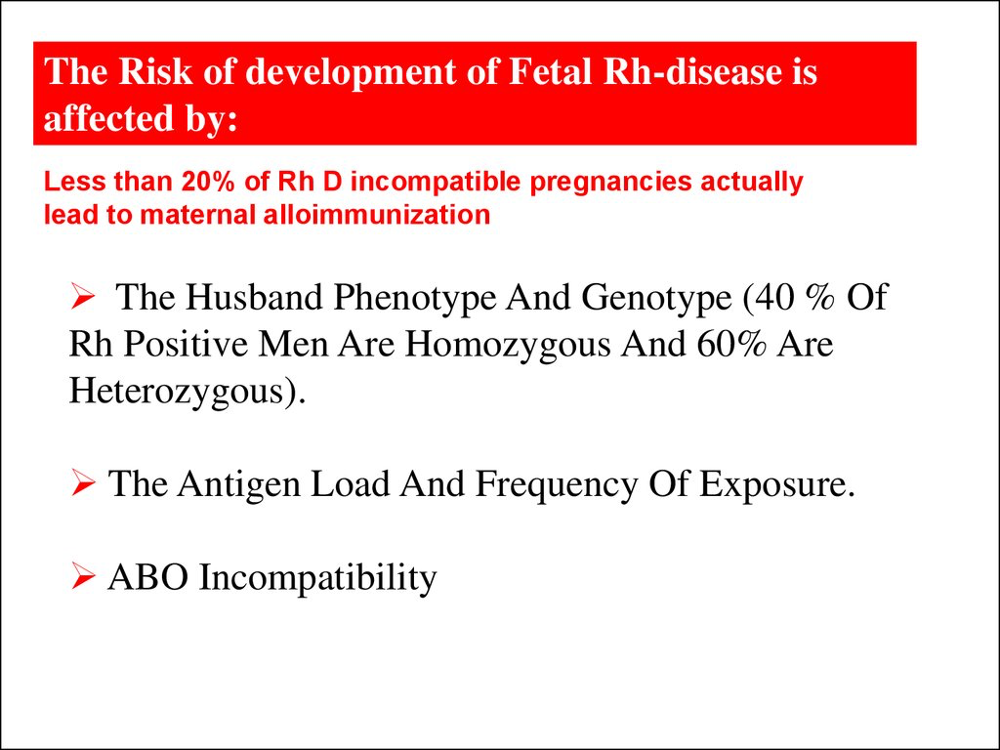 The Risk of development of Fetal Rh-disease is
affected by:
Less than 20% of Rh D incompatible pregnancies actually
lead to maternal alloimmunization
➢ The Husband Phenotype And Genotype (40 % Of
Rh Positive Men Are Homozygous And 60% Are
Heterozygous).
➢ The Antigen Load And Frequency Of Exposure.
➢ ABO Incompatibility